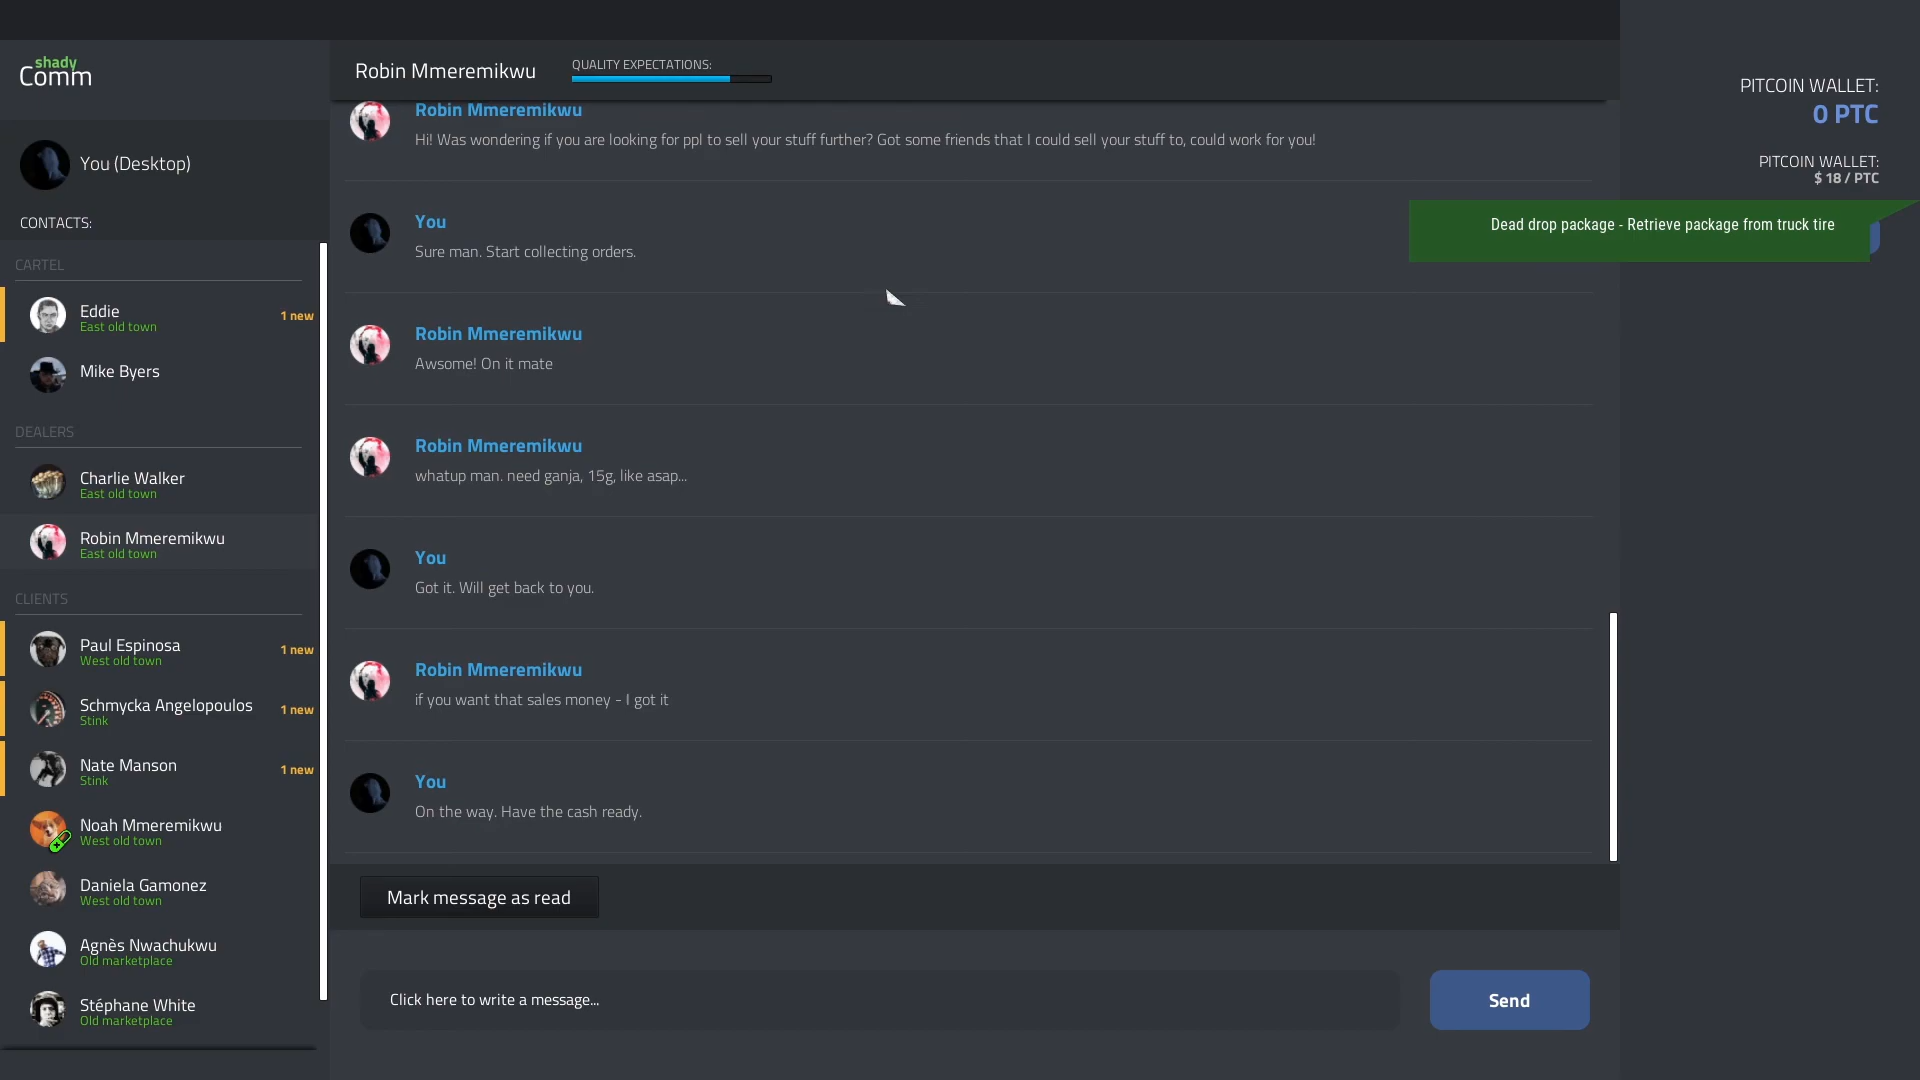 shady
Comm
You (Desktop)
CONTACTS:
CARTEL
Eddie
East old town
1 new
Mike Byers
DEALERS
Charlie Walker
East old town
Robin Mmeremikwu
East old town
CLIENTS
Paul Espinosa
West old town
1 new
Schmycka Angelopoulos
Stink
1 new
Nate Manson
Stink
1 new
Noah Mmeremikwu
West old town
Daniela Gamonez
West old town
Agnès Nwachukwu
Old marketplace
Stéphane White
Old marketplace
Robin Mmeremikwu
QUALITY EXPECTATIONS:
Robin Mmeremikwu
Hi! Was wondering if you are looking for ppl to sell your stuff further? Got some friends that I could sell your stuff to, could work for you!
You
Sure man. Start collecting orders.
Robin Mmeremikwu
Awsome! On it mate
Robin Mmeremikwu
whatup man. need ganja, 15g, like asap...
You
Got it. Will get back to you.
Robin Mmeremikwu
if you want that sales money - I got it
You
On the way. Have the cash ready.
Mark message as read
Click here to write a message...
Send
PITCOIN WALLET:
0 PTC
PITCOIN WALLET:
$ 18 / PTC
Dead drop package - Retrieve package from truck tire